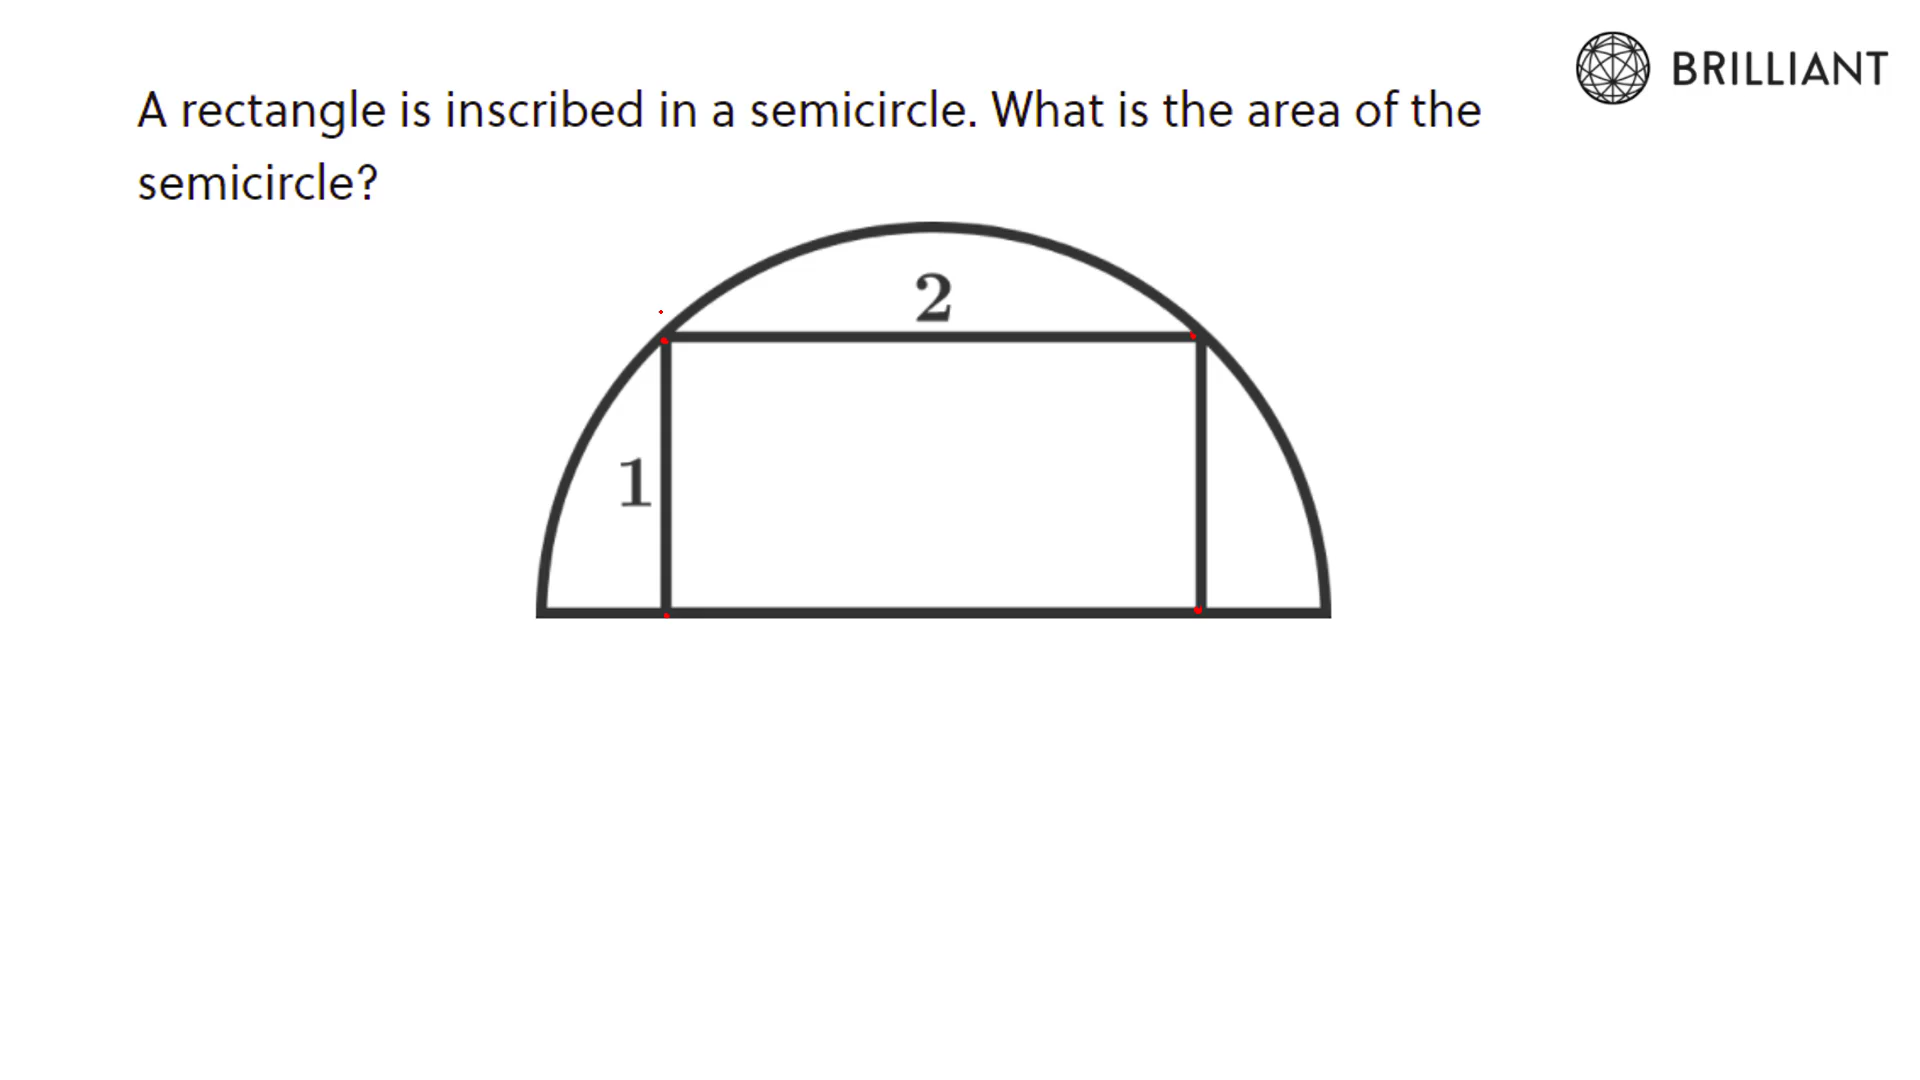 BRILLIANT
A rectangle is inscribed in a semicircle. What is the area of the
semicircle?
2
1